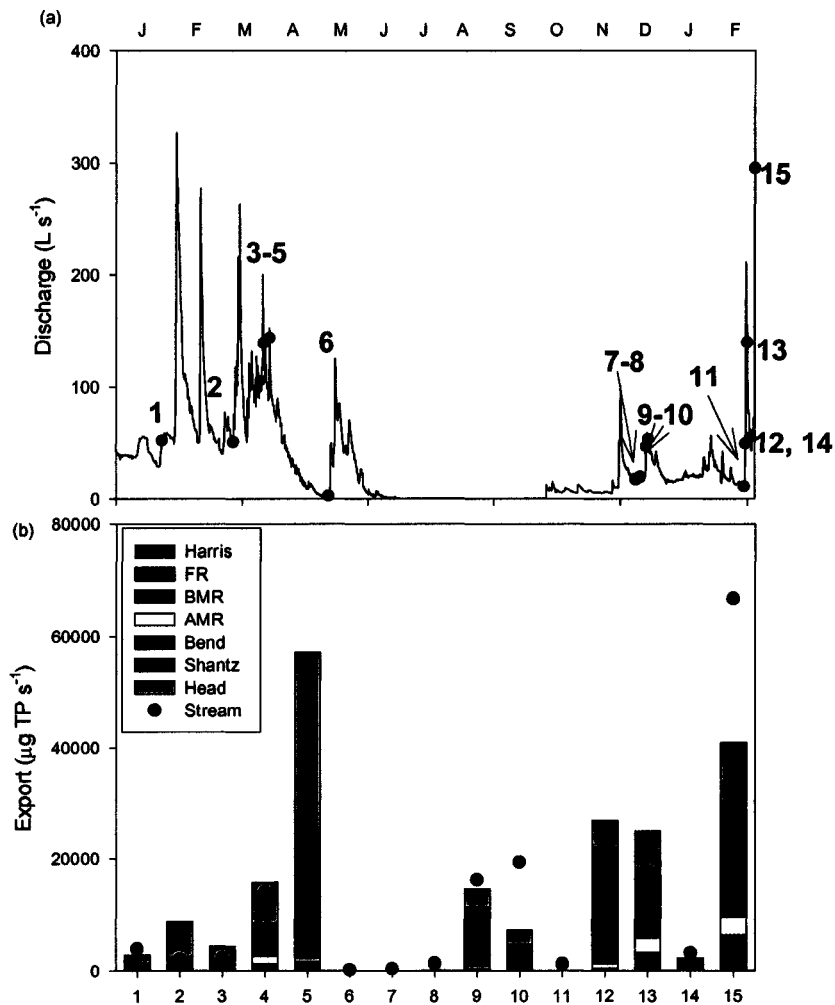 (a)
J F M A M J J A S O N D J F
400
300
200
100
0
Discharge (L s⁻¹)
1
2
3-5
6
7-8
9-10
11
12, 14
13
15
(b)
80000
60000
40000
20000
0
Export (µg TP s⁻¹)
Harris
FR
BMR
AMR
Bend
Shantz
Head
Stream
1 2 3 4 5 6 7 8 9 10 11 12 13 14 15